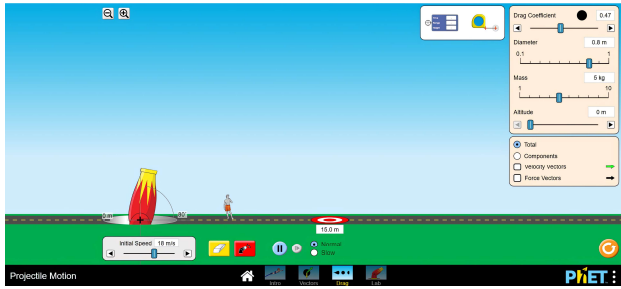 Drag Coefficient 0.47
Diameter 0.8 m
0.1 1
Mass 5 kg
1 10
Altitude 0 m
Total
Components
Velocity Vectors
Force Vectors
0 m
80°
15.0 m
Initial Speed 18 m/s
Normal
Slow
Projectile Motion
Intro
Vectors
Drag
Lab
PhET